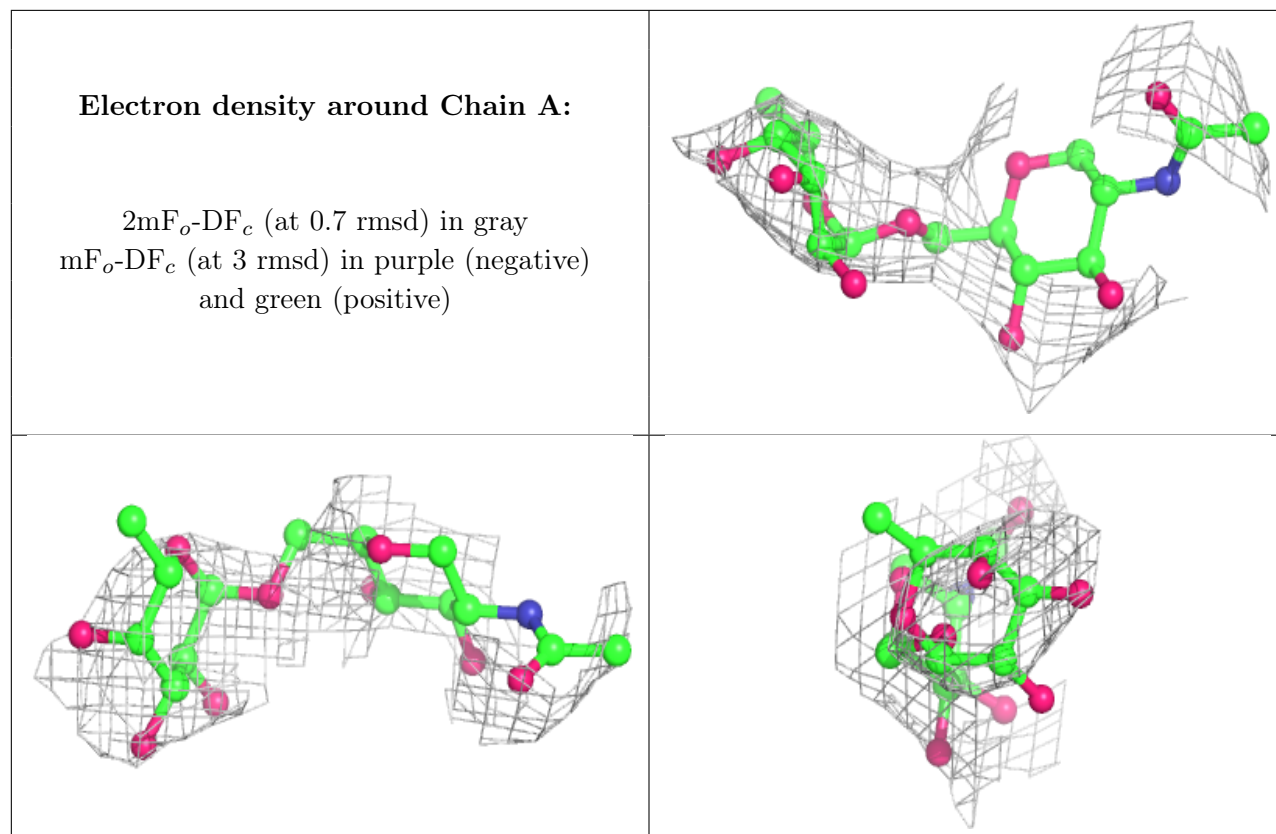 Electron density around Chain A:
2mFo-DFc (at 0.7 rmsd) in gray
mFo-DFc (at 3 rmsd) in purple (negative)
and green (positive)